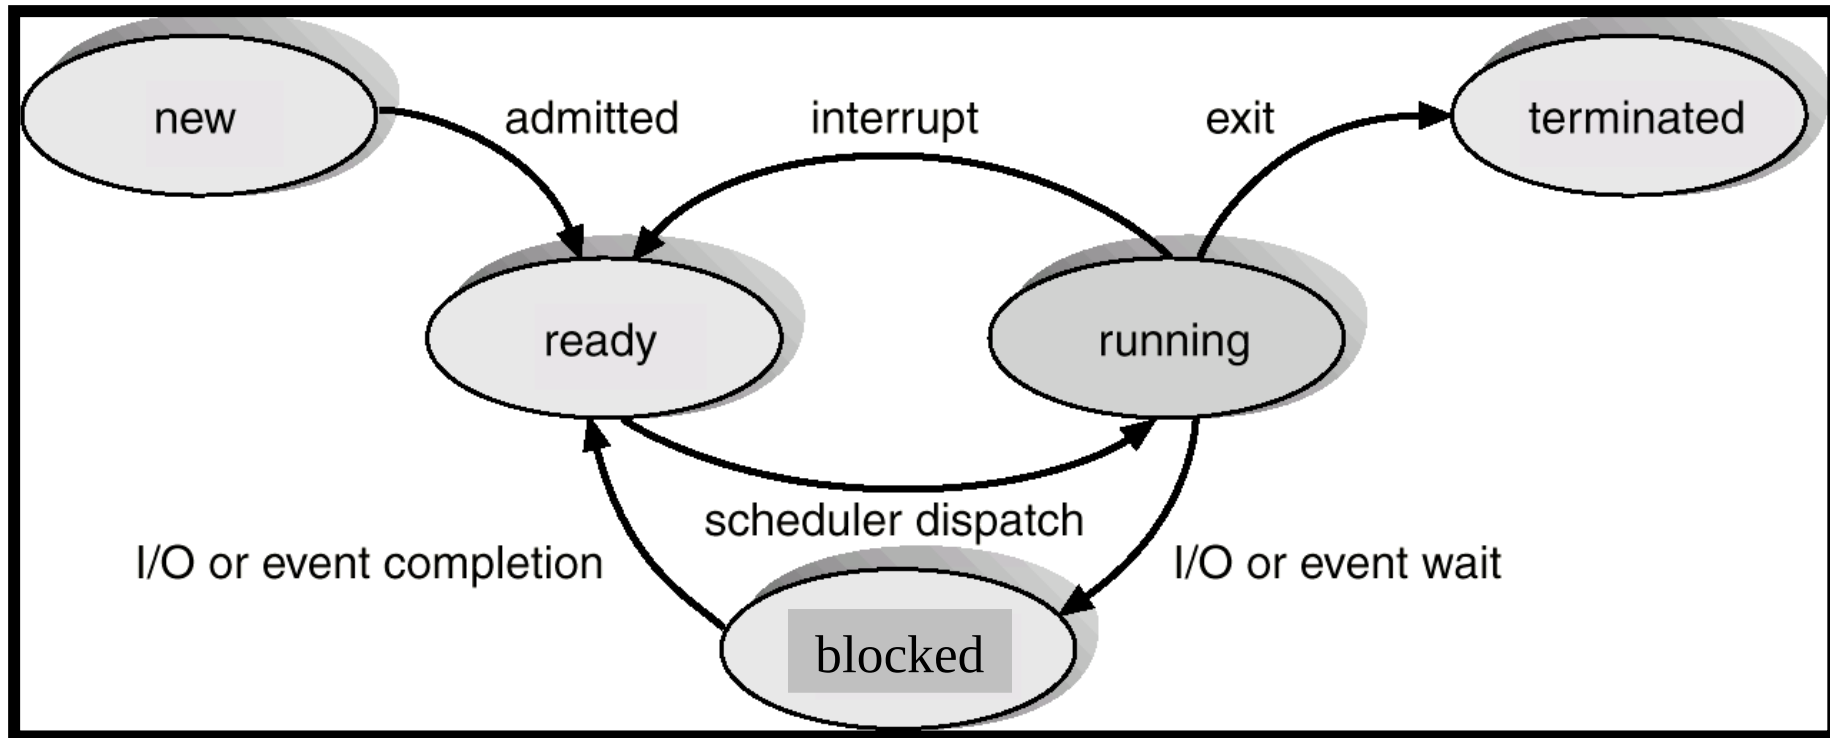 new
admitted
interrupt
exit
terminated
ready
running
scheduler dispatch
I/O or event completion
I/O or event wait
blocked